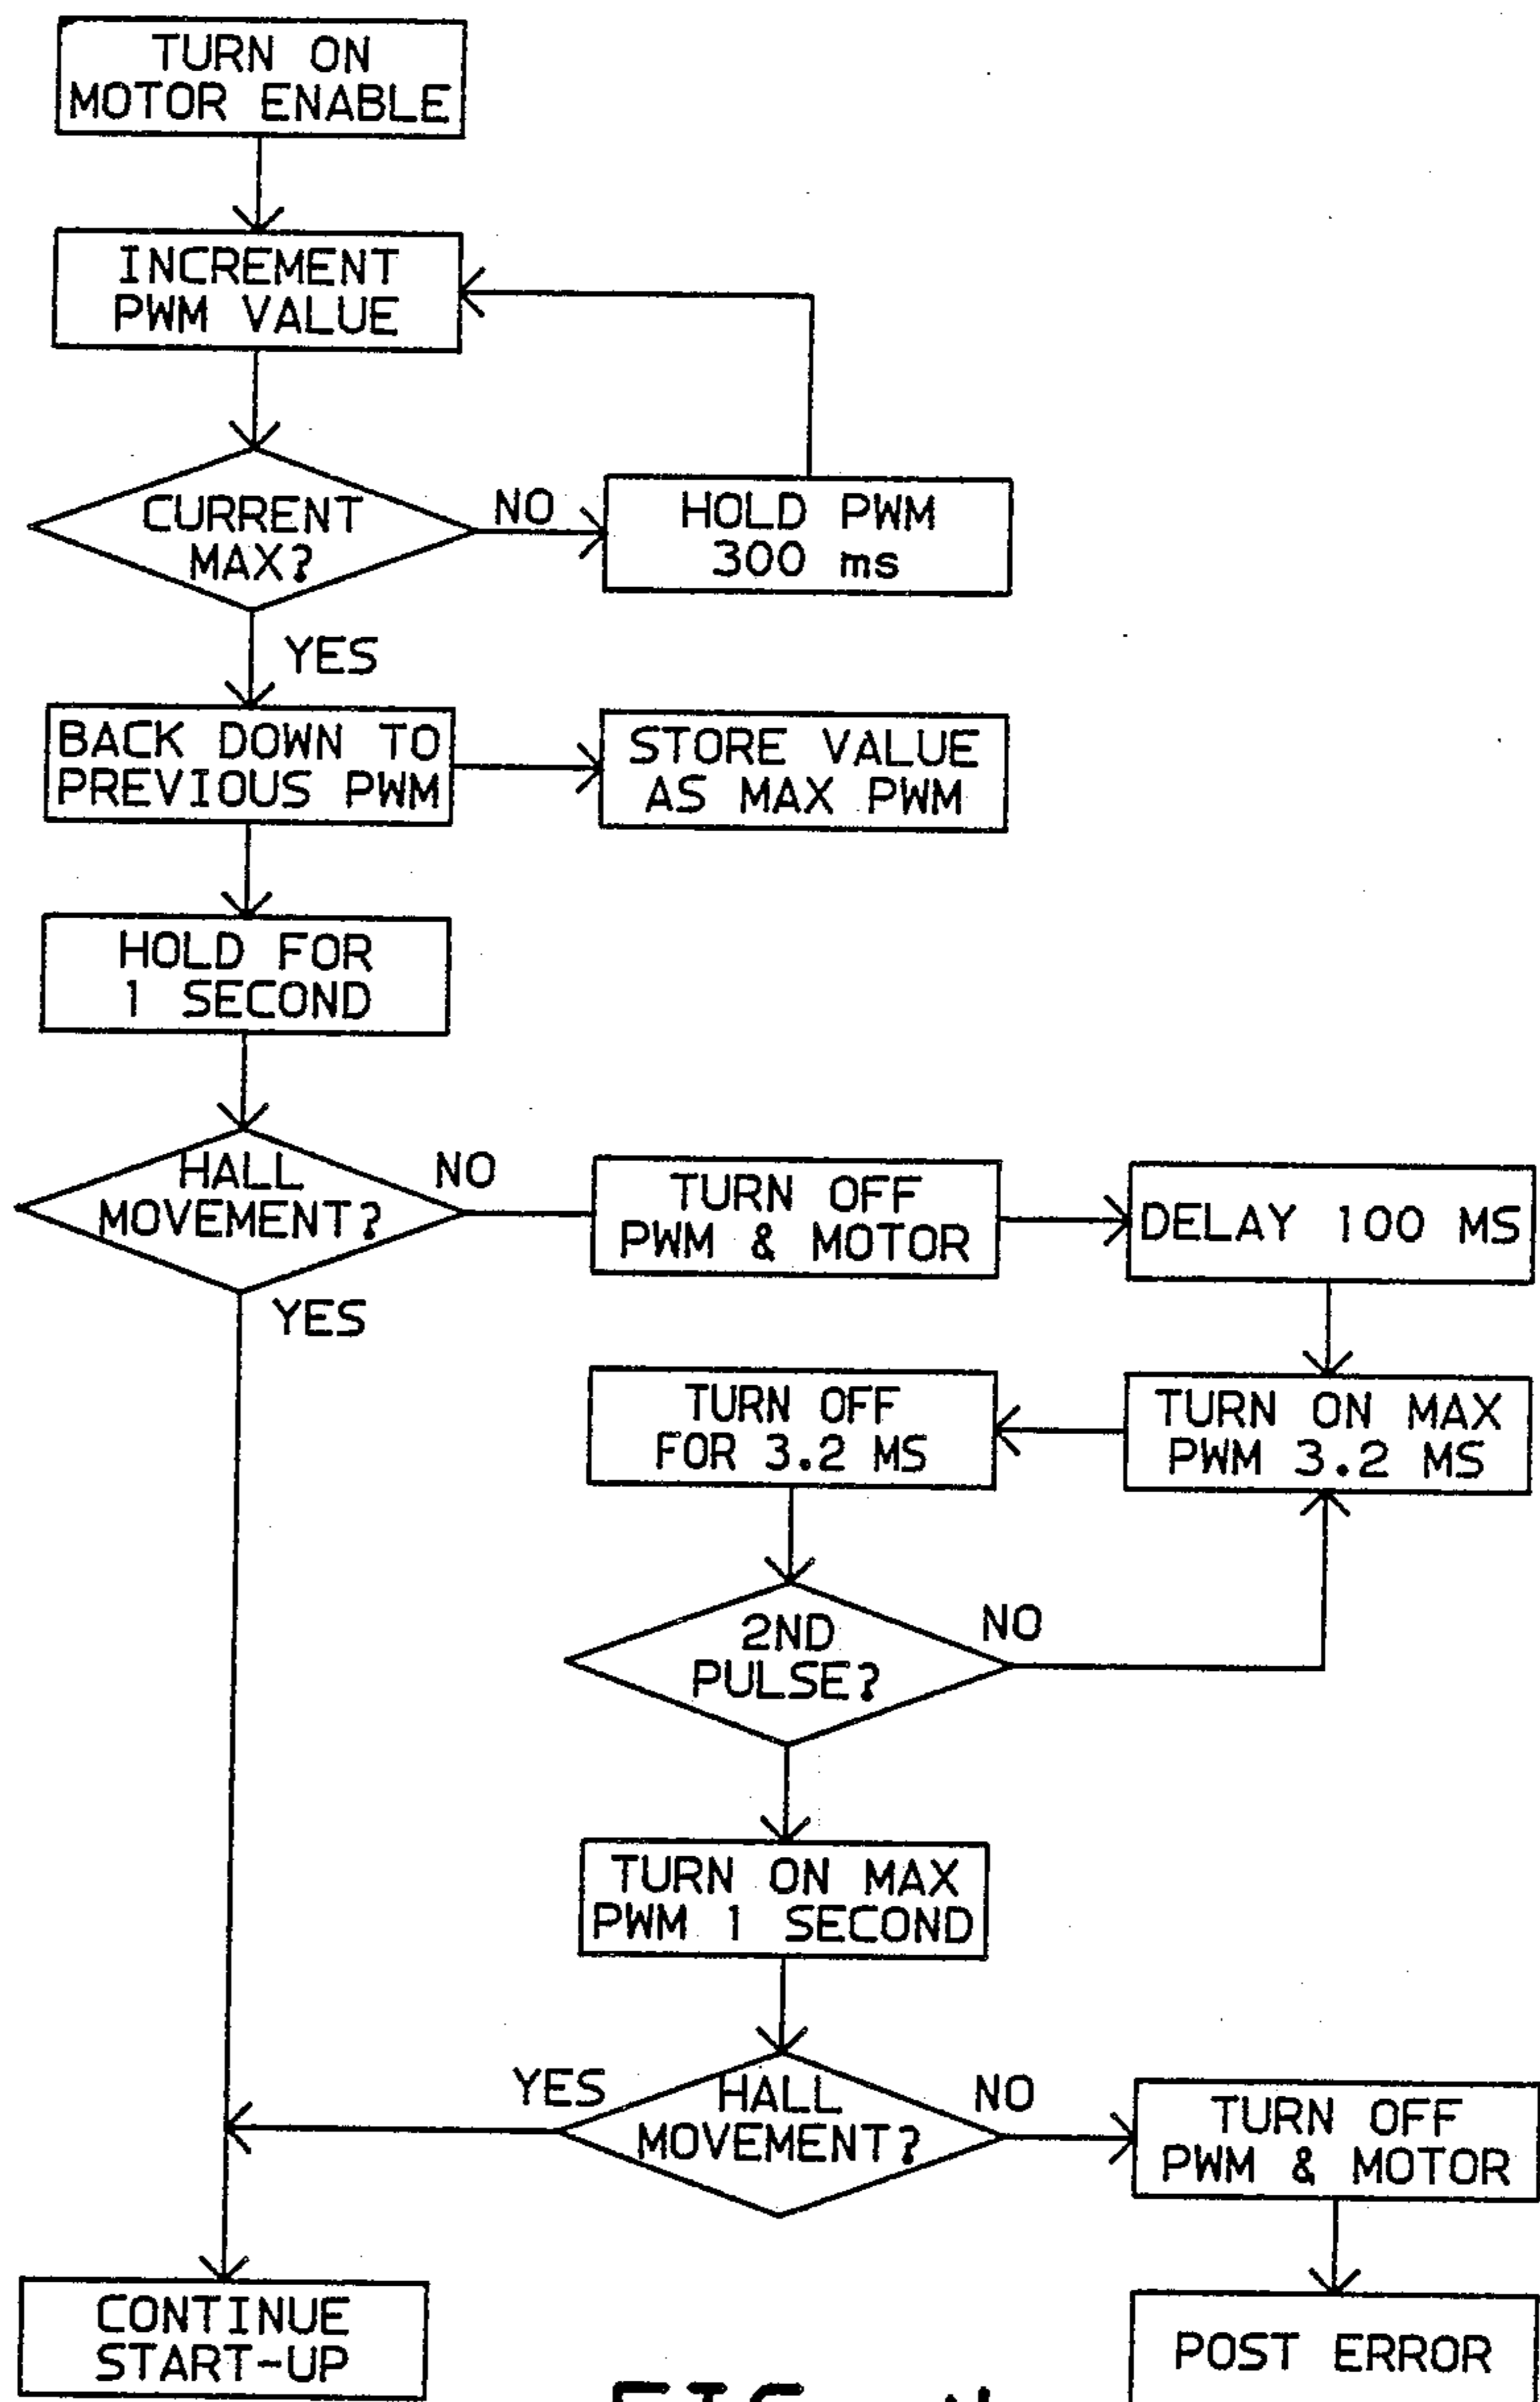 TURN ON
MOTOR ENABLE
INCREMENT
PWM VALUE
CURRENT
MAX?
NO
HOLD PWM
300 ms
YES
BACK DOWN TO
PREVIOUS PWM
STORE VALUE
AS MAX PWM
HOLD FOR
1 SECOND
HALL
MOVEMENT?
NO
TURN OFF
PWM & MOTOR
DELAY 100 MS
YES
TURN OFF
FOR 3.2 MS
TURN ON MAX
PWM 3.2 MS
2ND
PULSE?
NO
TURN ON MAX
PWM 1 SECOND
YES
HALL
MOVEMENT?
NO
TURN OFF
PWM & MOTOR
CONTINUE
START-UP
POST ERROR